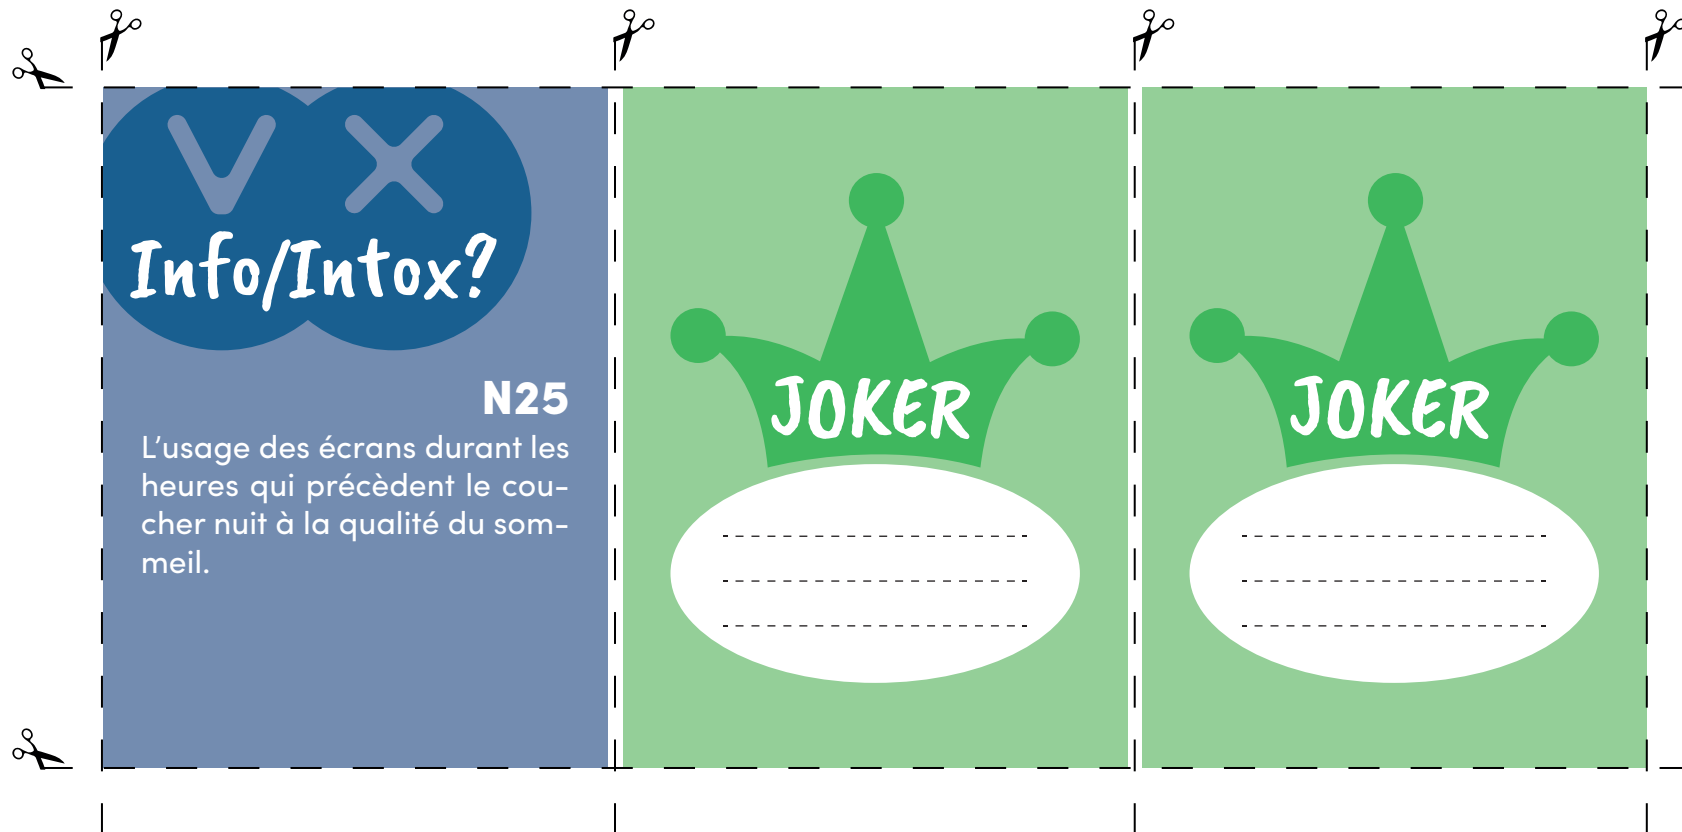 Info/Intox?
N25
L'usage des écrans durant les
heures qui précèdent le cou-
cher nuit à la qualité du som-
meil.
JOKER
JOKER